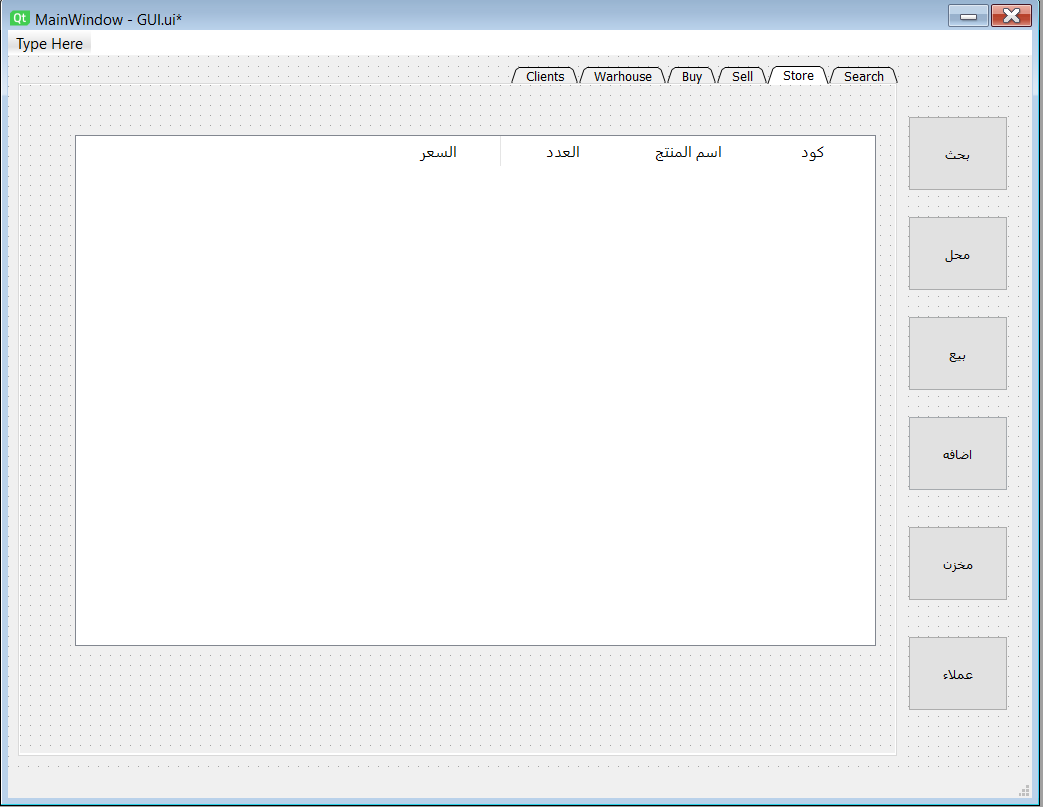 MainWindow - GUI.ui*
Type Here
Clients Warhouse Buy Sell Store Search
كود اسم المنتج العدد السعر
بحث
محل
بيع
اضافه
مخزن
عملاء